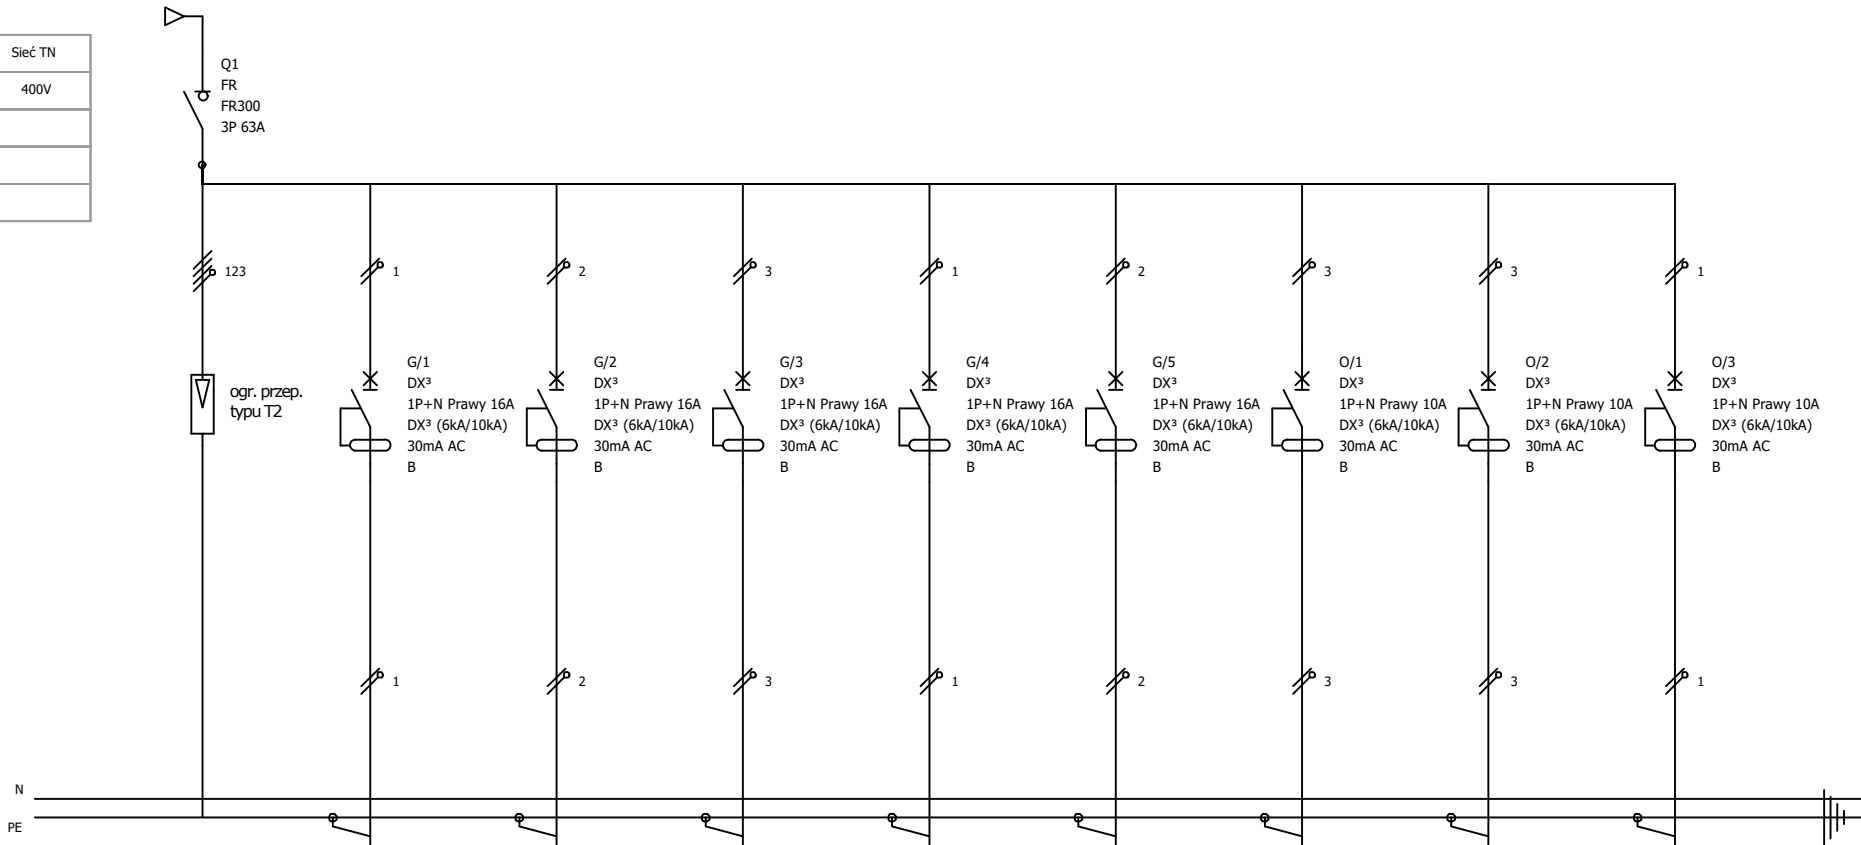 Sieć TN
400V
Q1
FR
FR300
3P 63A
123
1
2
3
1
2
3
3
1
ogr. przep.
typu T2
G/1
DX³
1P+N Prawy 16A
DX³ (6kA/10kA)
30mA AC
B
G/2
DX³
1P+N Prawy 16A
DX³ (6kA/10kA)
30mA AC
B
G/3
DX³
1P+N Prawy 16A
DX³ (6kA/10kA)
30mA AC
B
G/4
DX³
1P+N Prawy 16A
DX³ (6kA/10kA)
30mA AC
B
G/5
DX³
1P+N Prawy 16A
DX³ (6kA/10kA)
30mA AC
B
O/1
DX³
1P+N Prawy 10A
DX³ (6kA/10kA)
30mA AC
B
O/2
DX³
1P+N Prawy 10A
DX³ (6kA/10kA)
30mA AC
B
O/3
DX³
1P+N Prawy 10A
DX³ (6kA/10kA)
30mA AC
B
1
2
3
1
2
3
3
1
N
PE